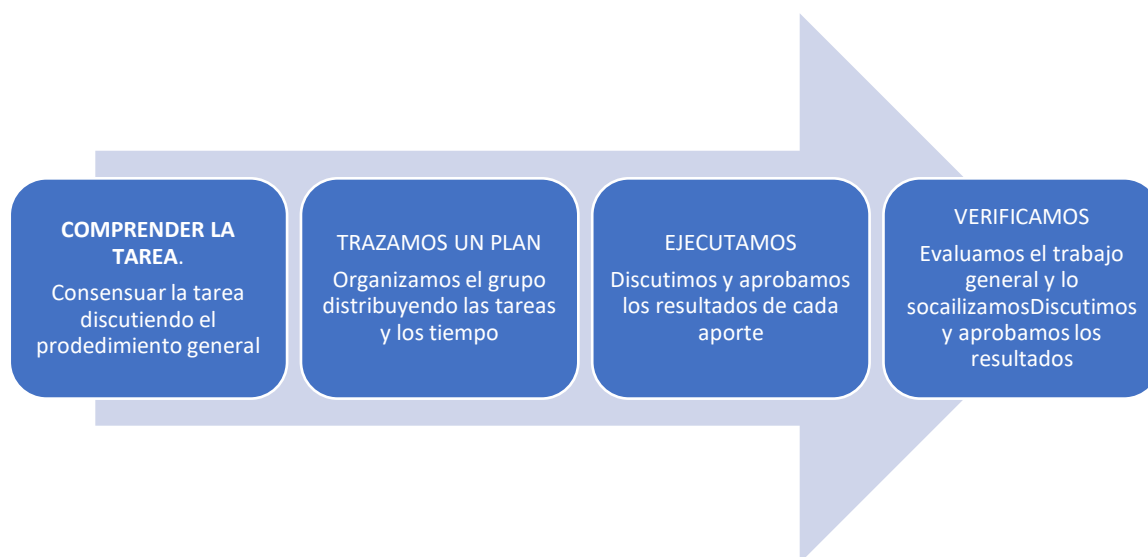 COMPRENDER LA
TAREA.
Consensuar la tarea
discutiendo el
prodedimiento general
TRAZAMOS UN PLAN
Organizamos el grupo
distribuyendo las tareas
y los tiempo
EJECUTAMOS
Discutimos y aprobamos
los resultados de cada
aporte
VERIFICAMOS
Evaluamos el trabajo
general y lo
socailizamosDiscutimos
y aprobamos los
resultados